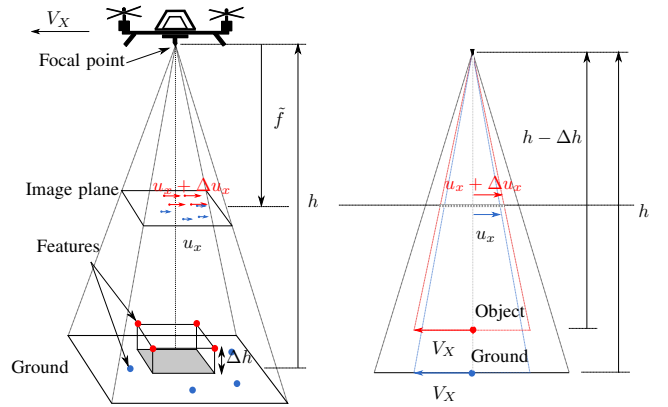 V_X
Focal point
f̃
h − Δh
u_x + Δu_x
u_x + Δu_x
Image plane
h
h
u_x
u_x
Features
Object
Ground
Δh
V_X
Ground
V_X